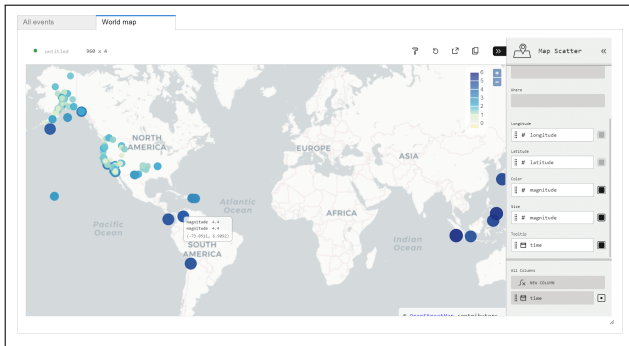 All events
World map
untitled
960 x 4
Map Scatter
6
5
4
3
2
1
0
+
−
NORTH
AMERICA
EUROPE
ASIA
Atlantic
Ocean
Pacific
Ocean
AFRICA
Indian
Ocean
SOUTH
AMERICA
magnitude 4.4
magnitude 4.4
Where
Longitude
# longitude
Latitude
# latitude
Color
# magnitude
Size
# magnitude
Tooltip
time
All Columns
fx NEW COLUMN
time